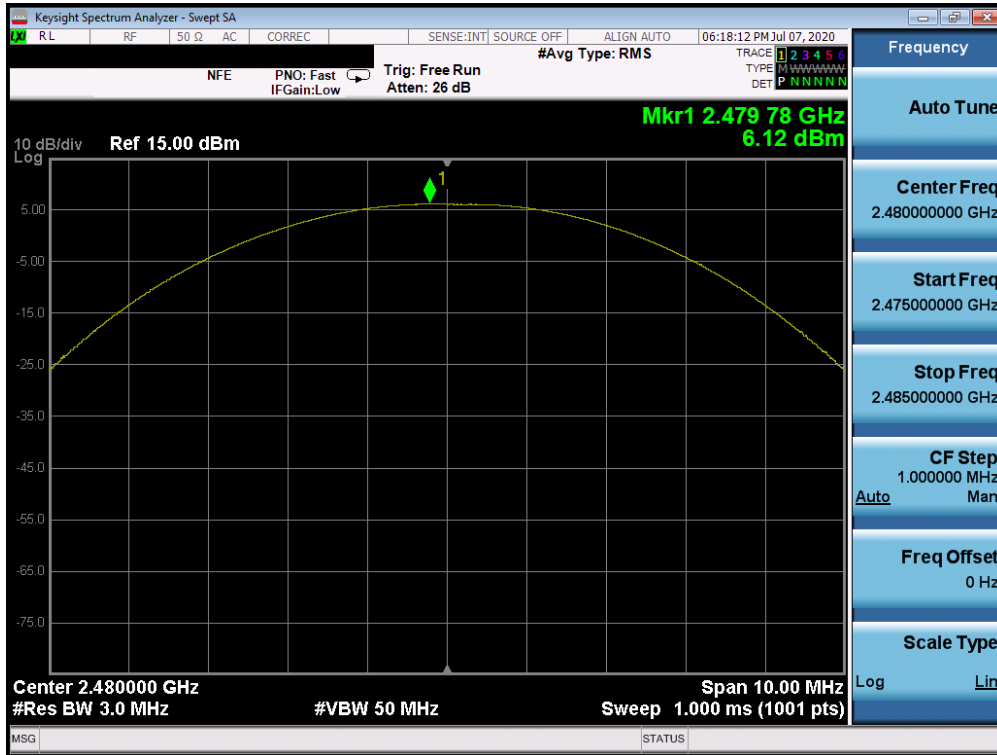 Keysight Spectrum Analyzer - Swept SA
LXI RL RF 50 Ω AC CORREC SENSE:INT SOURCE OFF ALIGN AUTO 06:18:12 PM Jul 07, 2020
Frequency
#Avg Type: RMS
TRACE 1 2 3 4 5 6
NFE PNO: Fast Trig: Free Run TYPE M WWWWW
IFGain:Low Atten: 26 dB DET P N N N N N
Auto Tune
Mkr1 2.479 78 GHz
6.12 dBm
10 dB/div Ref 15.00 dBm
Log
1
5.00
-5.00
-15.0
-25.0
-35.0
-45.0
-55.0
-65.0
-75.0
Center Freq
2.480000000 GHz
Start Freq
2.475000000 GHz
Stop Freq
2.485000000 GHz
CF Step
1.000000 MHz
Auto Man
Freq Offset
0 Hz
Scale Type
Log Lin
Center 2.480000 GHz Span 10.00 MHz
#Res BW 3.0 MHz #VBW 50 MHz Sweep 1.000 ms (1001 pts)
MSG STATUS